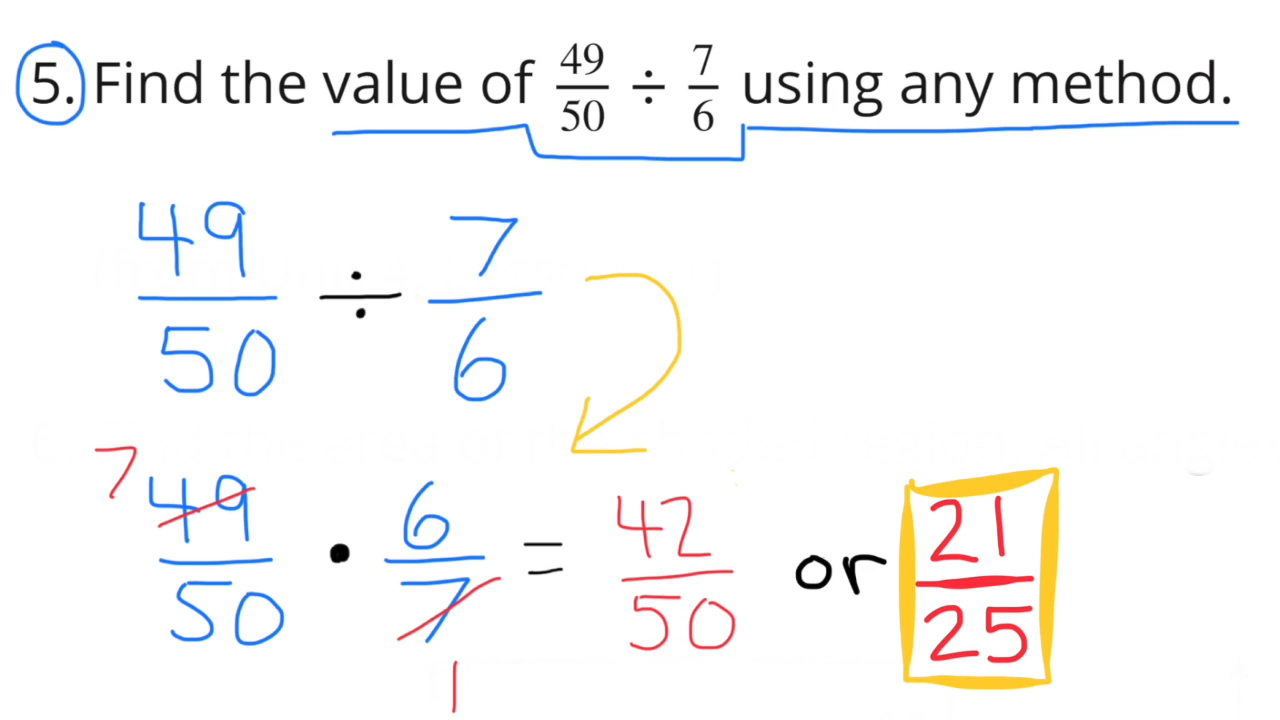 5. Find the value of 49/50 ÷ 7/6 using any method.
49/50 ÷ 7/6
7 49/50 • 6/7 1 = 42/50 or 21/25